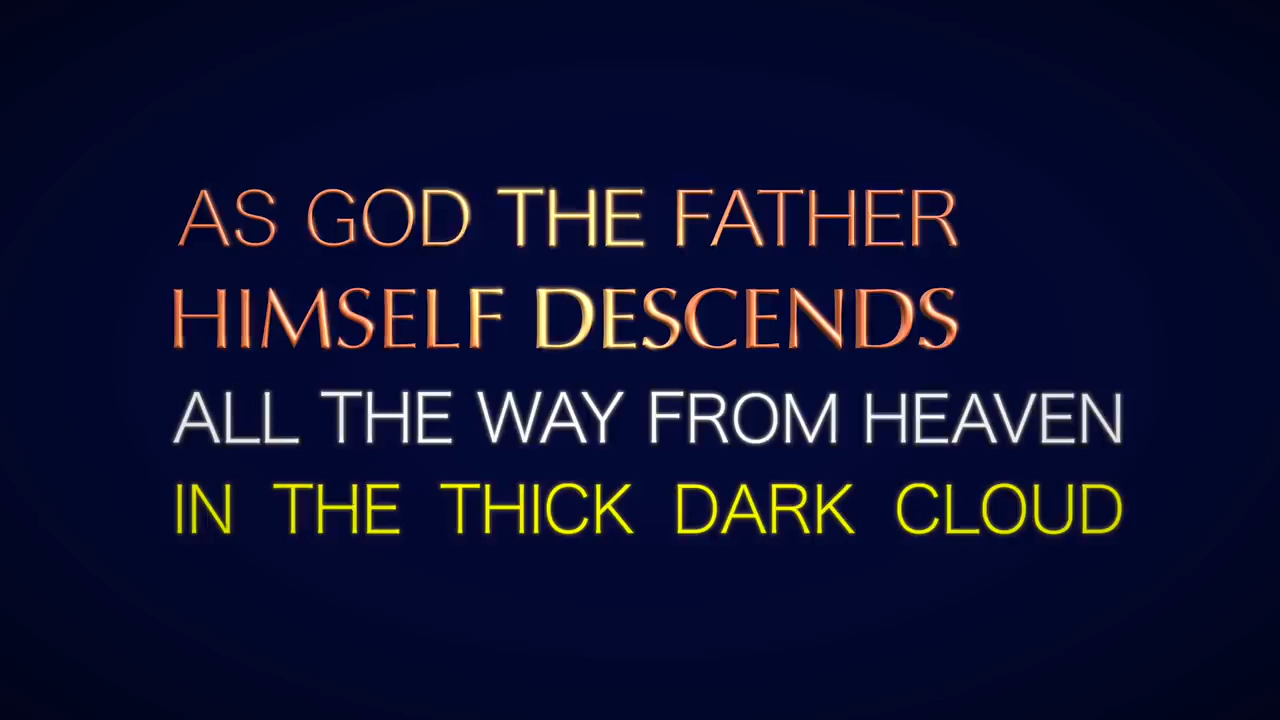 AS GOD THE FATHER
HIMSELF DESCENDS
ALL THE WAY FROM HEAVEN
IN THE THICK DARK CLOUD